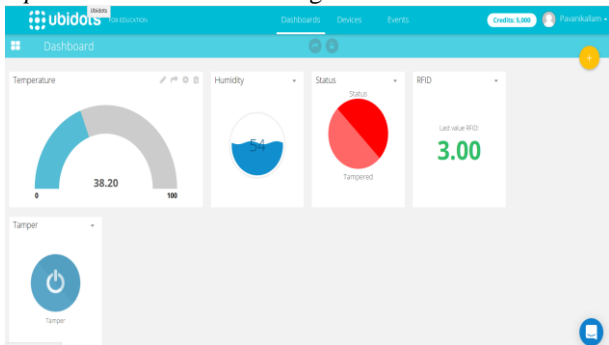 Ubidots
ubidots FOR EDUCATION
Dashboards Devices Events
Credits: 5,000
Pavanikallam
Dashboard
Temperature
38.20
0 100
Humidity
54
Status
Status
Tampered
RFID
Last value RFID:
3.00
Tamper
Tamper